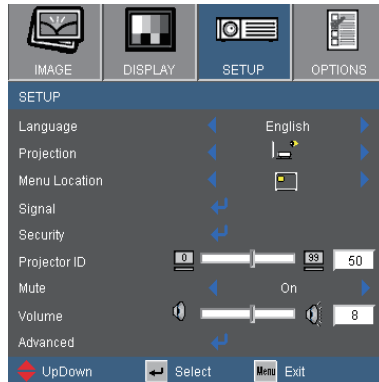 IMAGE DISPLAY SETUP OPTIONS
SETUP
Language English
Projection
Menu Location
Signal
Security
Projector ID 0 99 50
Mute On
Volume 8
Advanced
UpDown Select Menu Exit